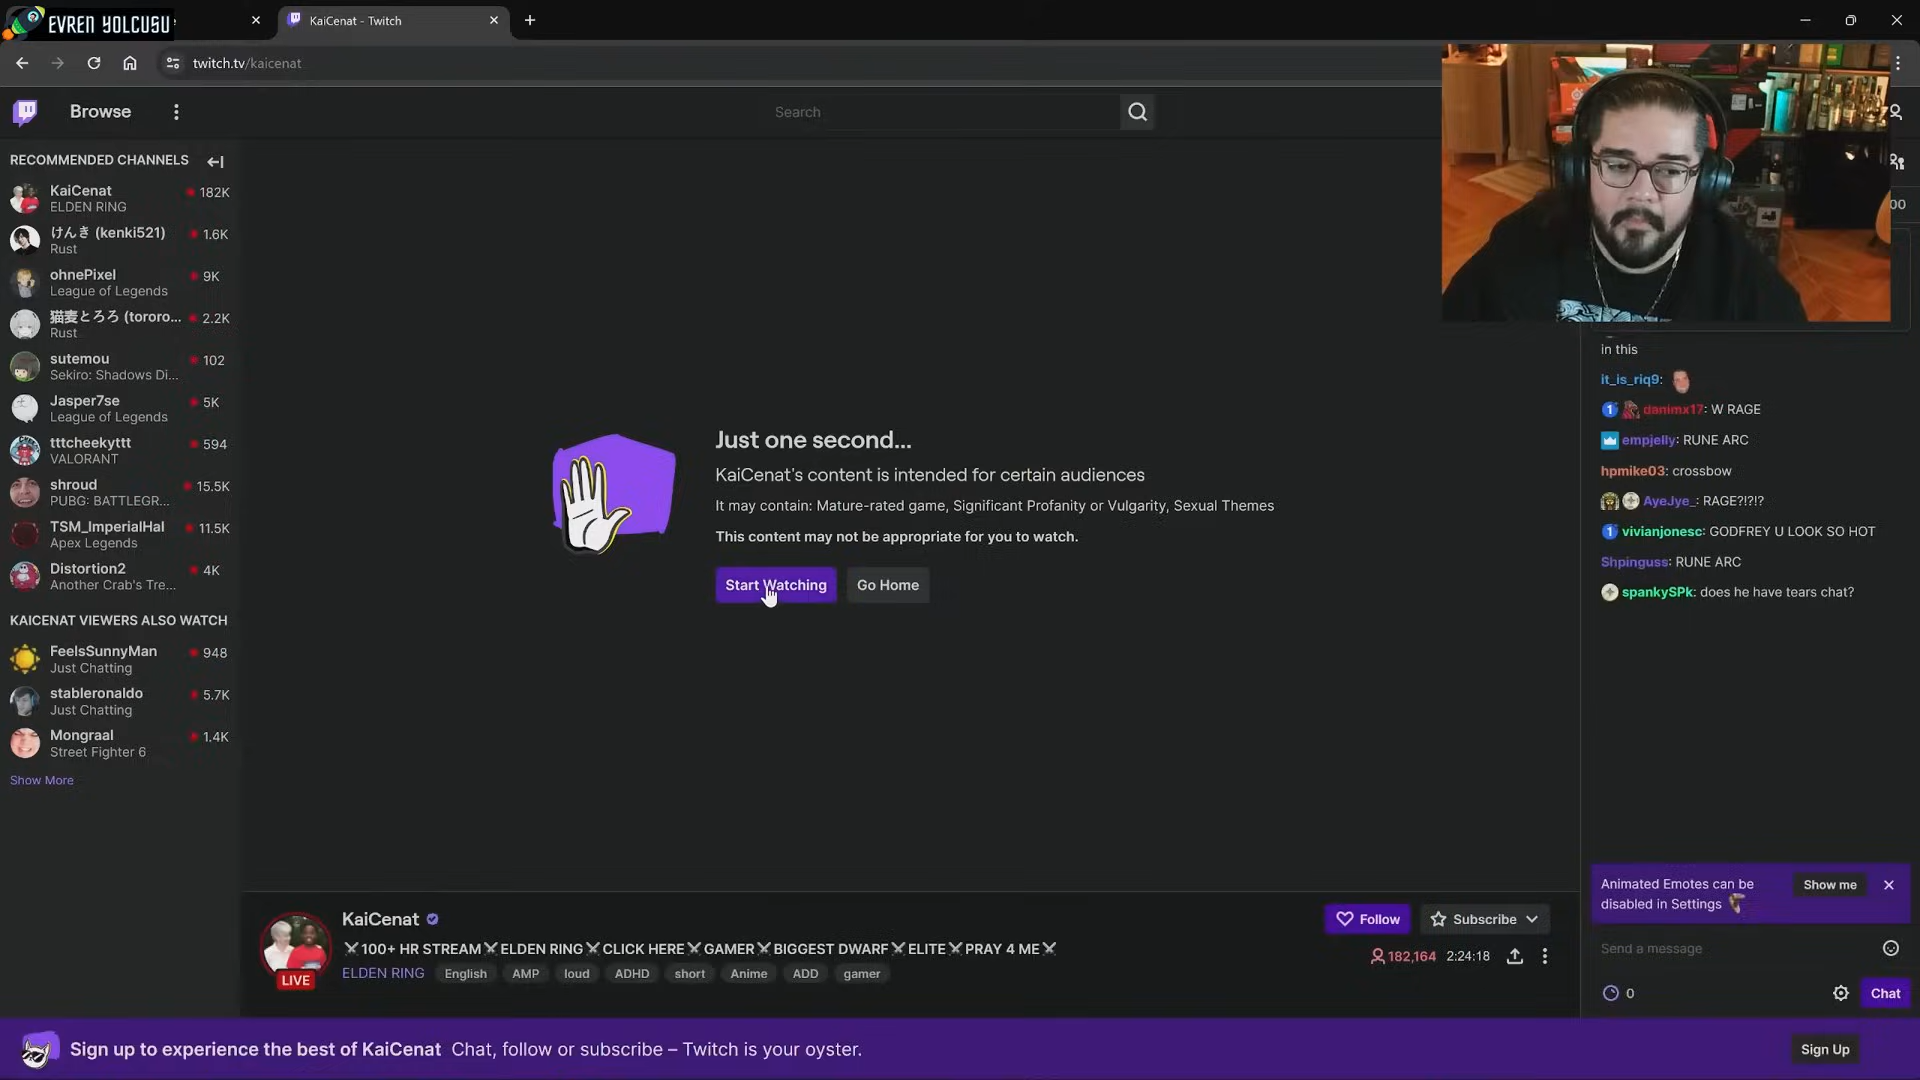 EVREN YOLCUSU
KaiCenat - Twitch
twitch.tv/kaicenat
Browse
Search
RECOMMENDED CHANNELS
KaiCenat
182K
ELDEN RING
けんき (kenki521)
1.6K
Rust
ohnePixel
9K
League of Legends
猫麦とろろ (tororo...
2.2K
Rust
sutemou
102
Sekiro: Shadows Di...
Jasper7se
5K
League of Legends
tttcheekyttt
594
VALORANT
shroud
15.5K
PUBG: BATTLEGR...
TSM_ImperialHal
11.5K
Apex Legends
Distortion2
4K
Another Crab's Tre...
KAICENAT VIEWERS ALSO WATCH
FeelsSunnyMan
948
Just Chatting
stableronaldo
5.7K
Just Chatting
Mongraal
1.4K
Street Fighter 6
Show More
Just one second...
KaiCenat's content is intended for certain audiences
It may contain: Mature-rated game, Significant Profanity or Vulgarity, Sexual Themes
This content may not be appropriate for you to watch.
Start Watching
Go Home
KaiCenat
⚔100+ HR STREAM⚔ELDEN RING⚔CLICK HERE⚔GAMER⚔BIGGEST DWARF⚔ELITE⚔PRAY 4 ME⚔
LIVE
ELDEN RING English AMP loud ADHD short Anime ADD gamer
Follow
Subscribe
182,164 2:24:18
00
in this
it_is_riq9:
1 danimx17: W RAGE
empjelly: RUNE ARC
hpmike03: crossbow
AyeJye_: RAGE?!?!?
1 vivianjonesc: GODFREY U LOOK SO HOT
Shpinguss: RUNE ARC
spankySPk: does he have tears chat?
Animated Emotes can be
disabled in Settings
Show me
Send a message
0
Chat
Sign up to experience the best of KaiCenat Chat, follow or subscribe – Twitch is your oyster.
Sign Up